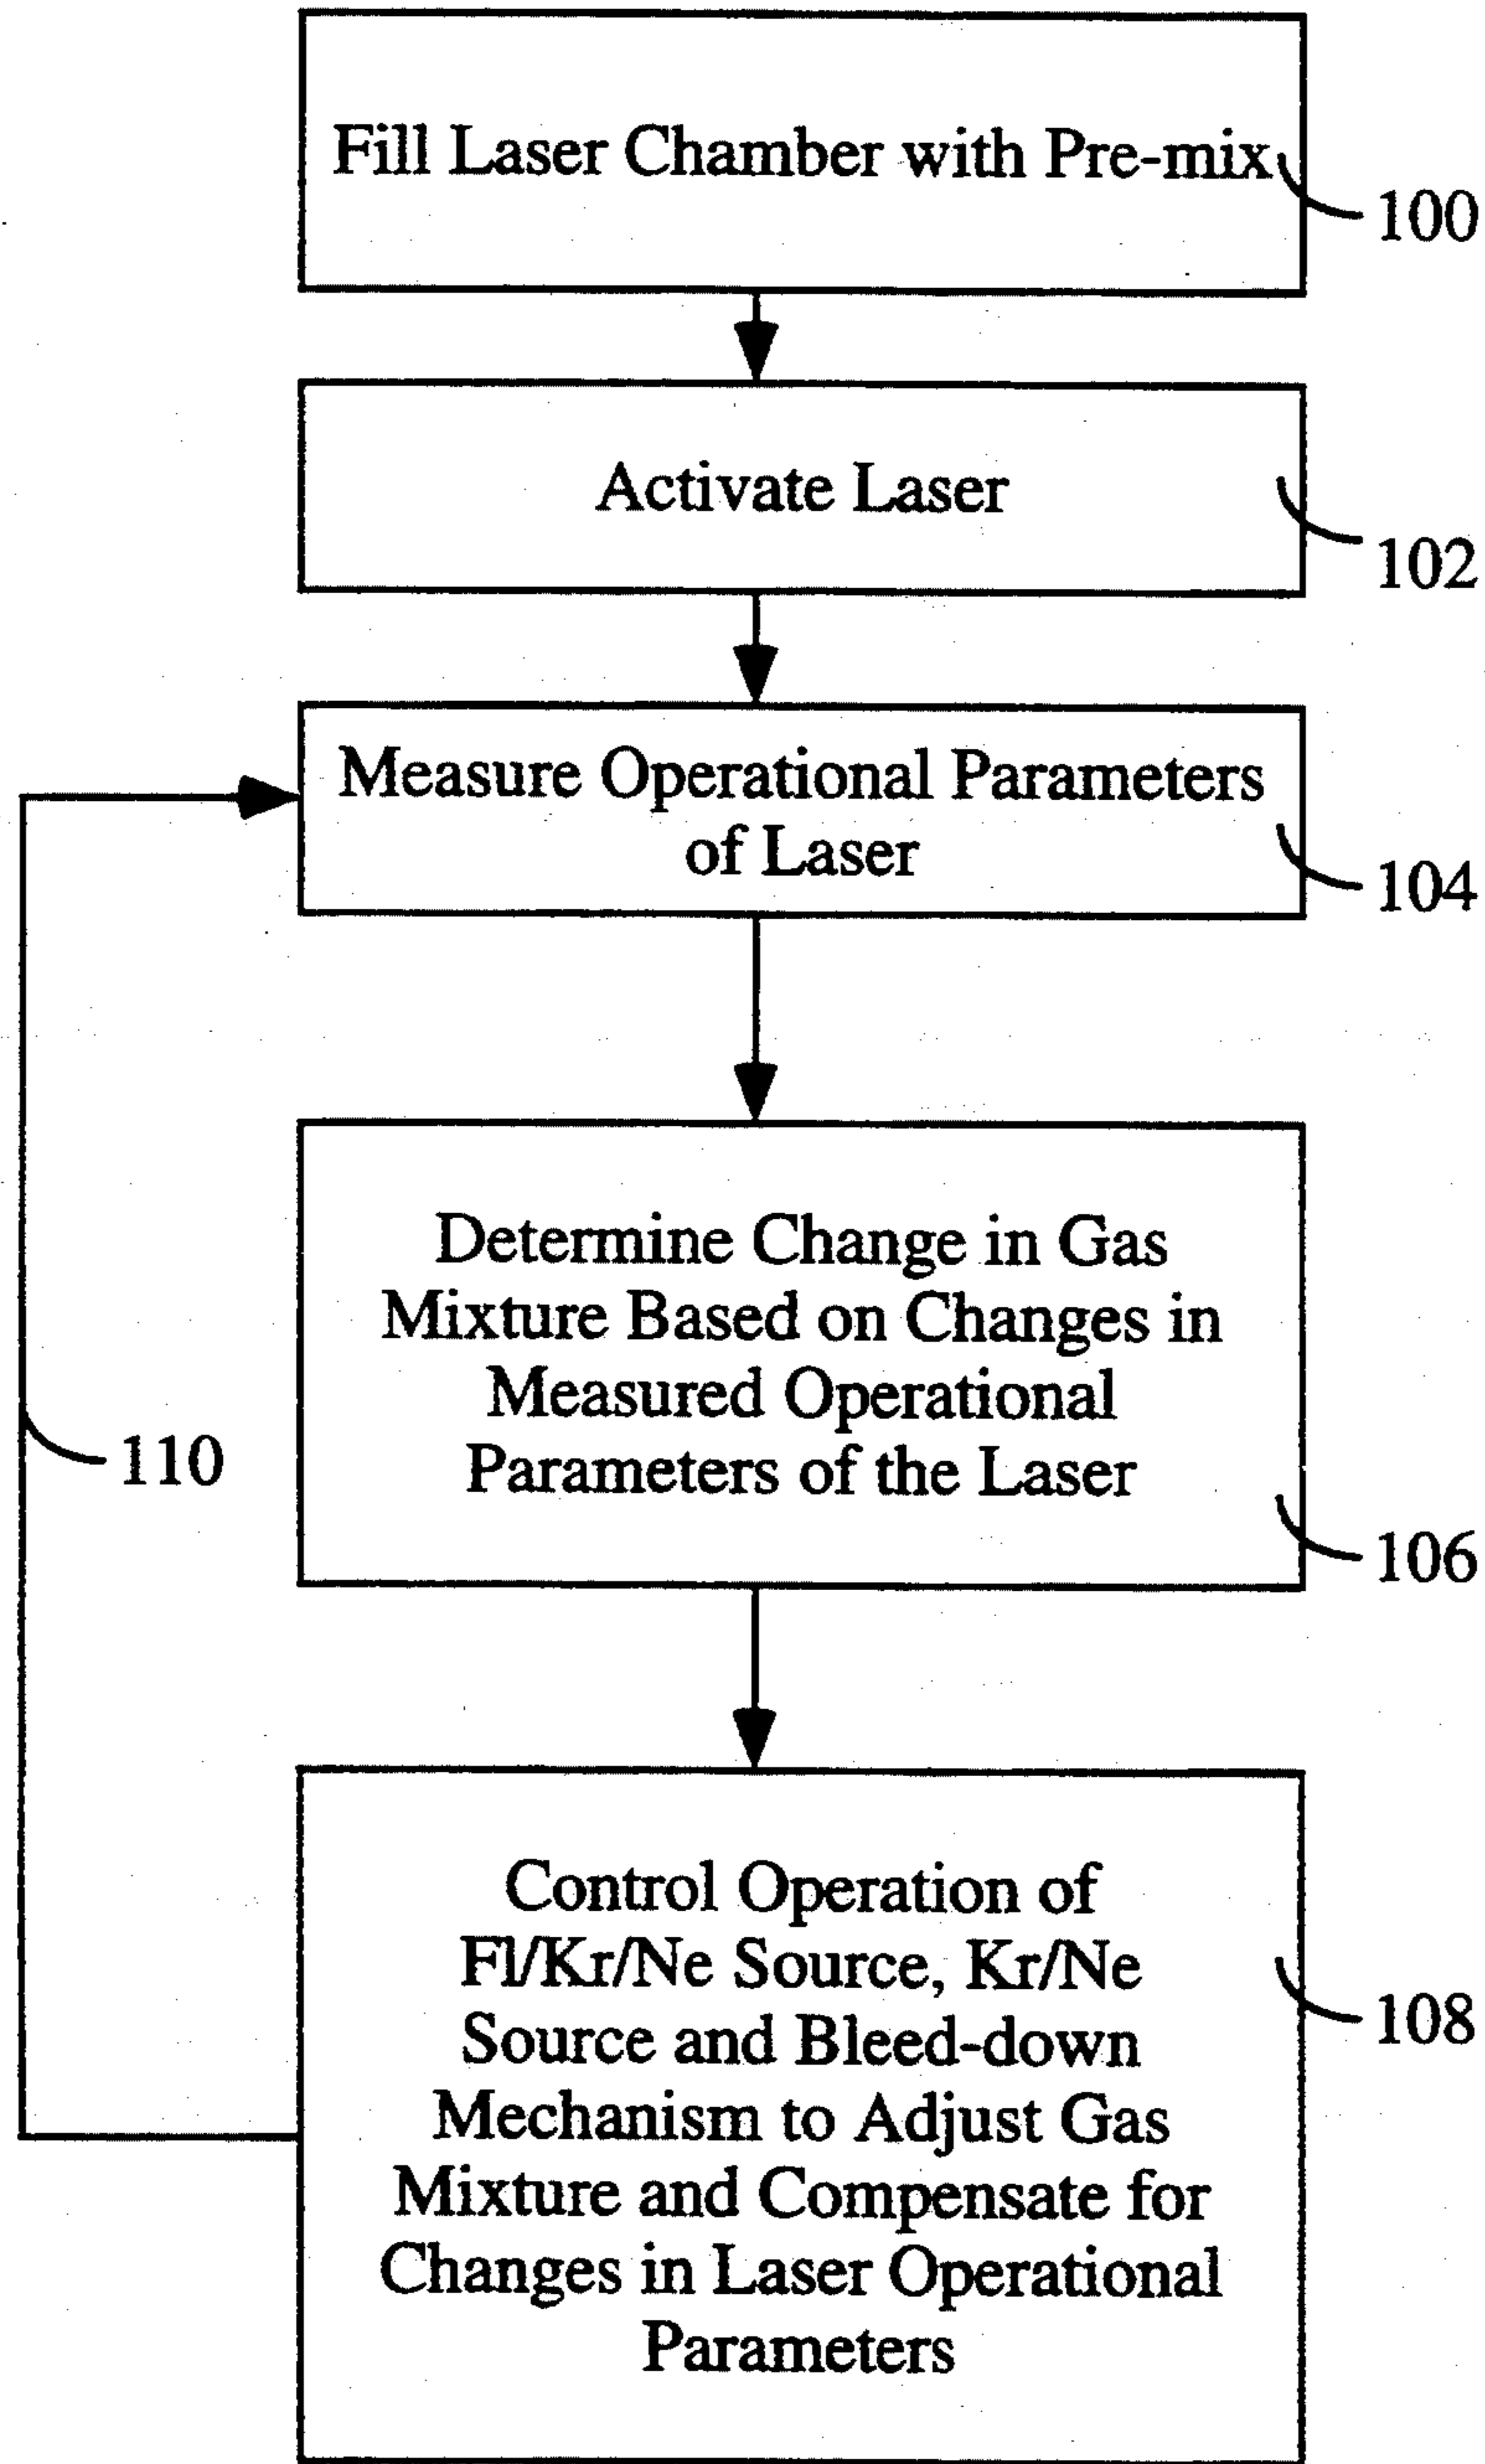 Fill Laser Chamber with Pre-mix
100
Activate Laser
102
Measure Operational Parameters
of Laser
104
Determine Change in Gas
Mixture Based on Changes in
Measured Operational
Parameters of the Laser
110
106
Control Operation of
Fl/Kr/Ne Source, Kr/Ne
Source and Bleed-down
Mechanism to Adjust Gas
Mixture and Compensate for
Changes in Laser Operational
Parameters
108